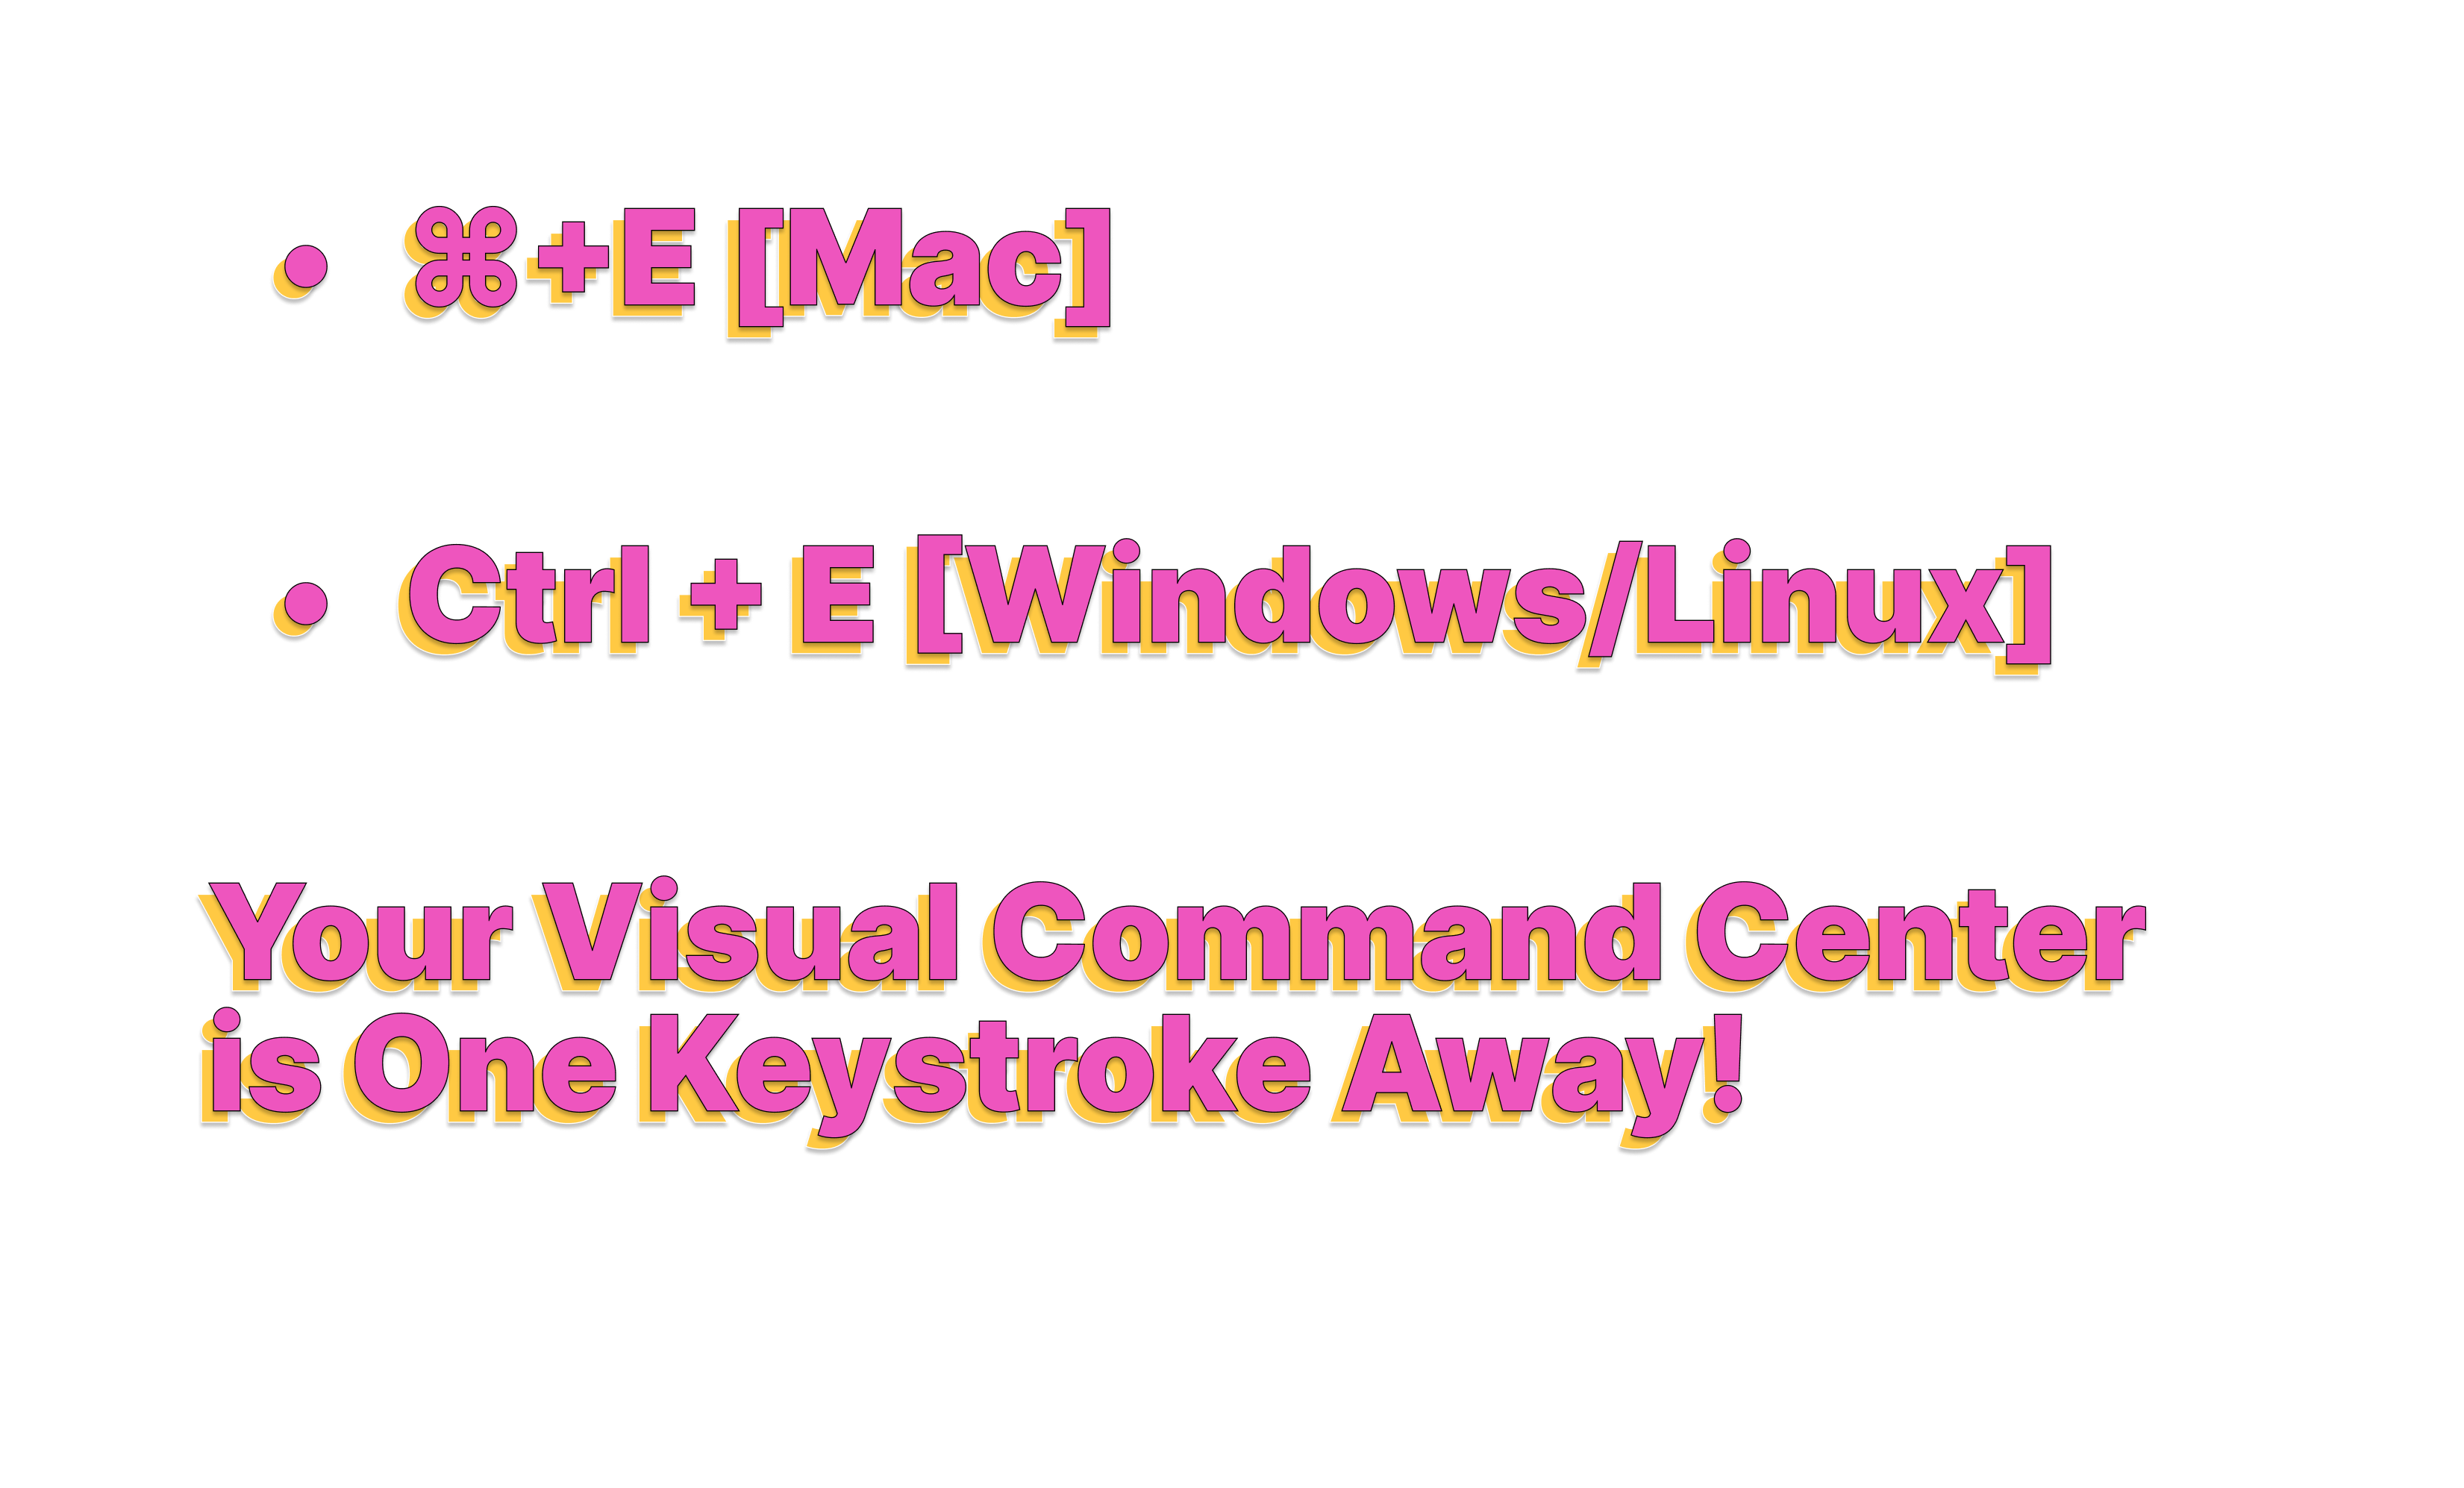 • ⌘+E [Mac]
• Ctrl + E [Windows/Linux]
Your Visual Command Center
is One Keystroke Away!